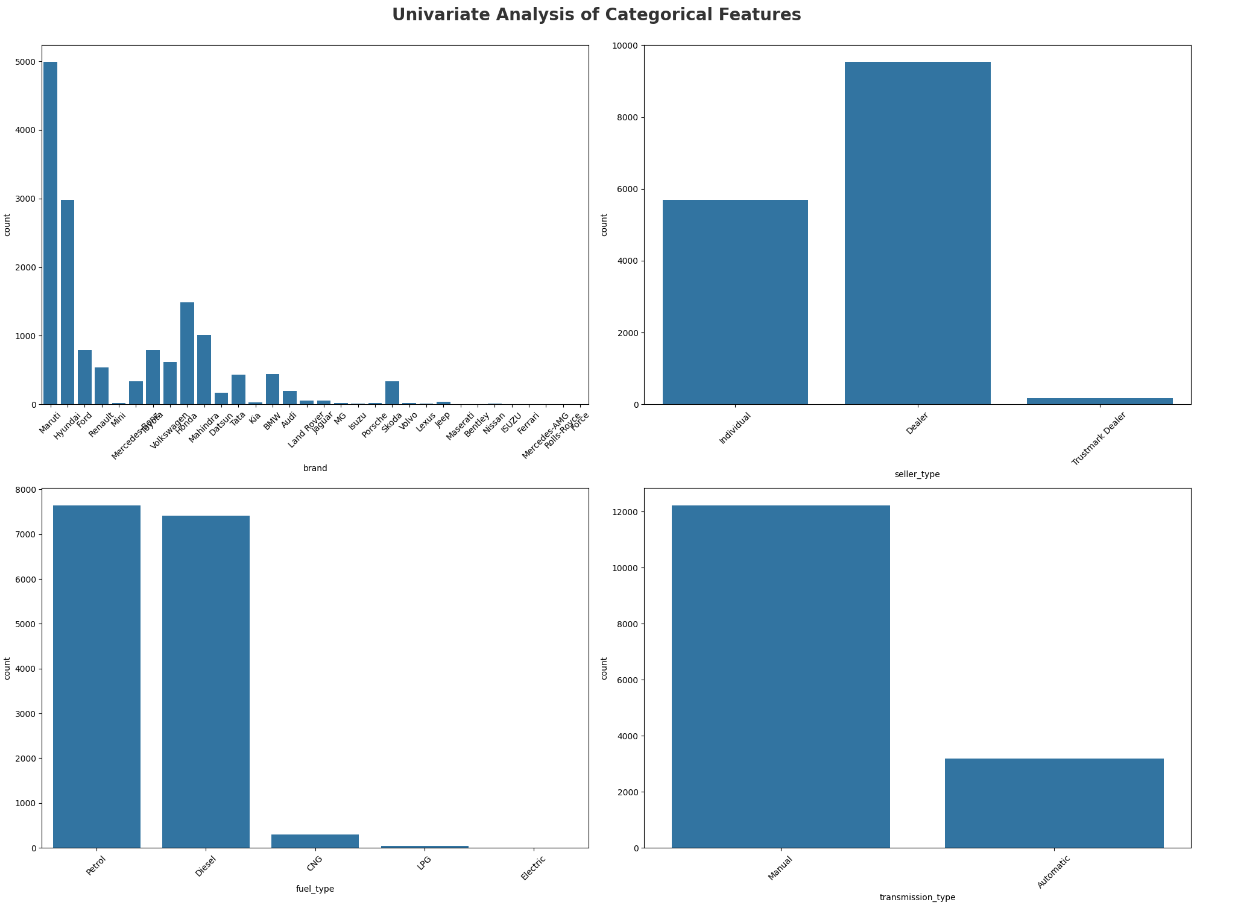 Univariate Analysis of Categorical Features
5000
4000
3000
2000
1000
0
count
Maruti
Hyundai
Ford
Renault
Mini
Mercedes-Benz
Toyota
Volkswagen
Honda
Mahindra
Datsun
Tata
Kia
BMW
Audi
Land Rover
Jaguar
MG
Isuzu
Porsche
Skoda
Volvo
Lexus
Jeep
Maserati
Bentley
Nissan
ISUZU
Ferrari
Mercedes-AMG
Rolls-Royce
Force
brand
10000
8000
6000
4000
2000
0
count
Individual
Dealer
Trustmark Dealer
seller_type
8000
7000
6000
5000
4000
3000
2000
1000
0
count
Petrol
Diesel
CNG
LPG
Electric
fuel_type
12000
10000
8000
6000
4000
2000
0
count
Manual
Automatic
transmission_type